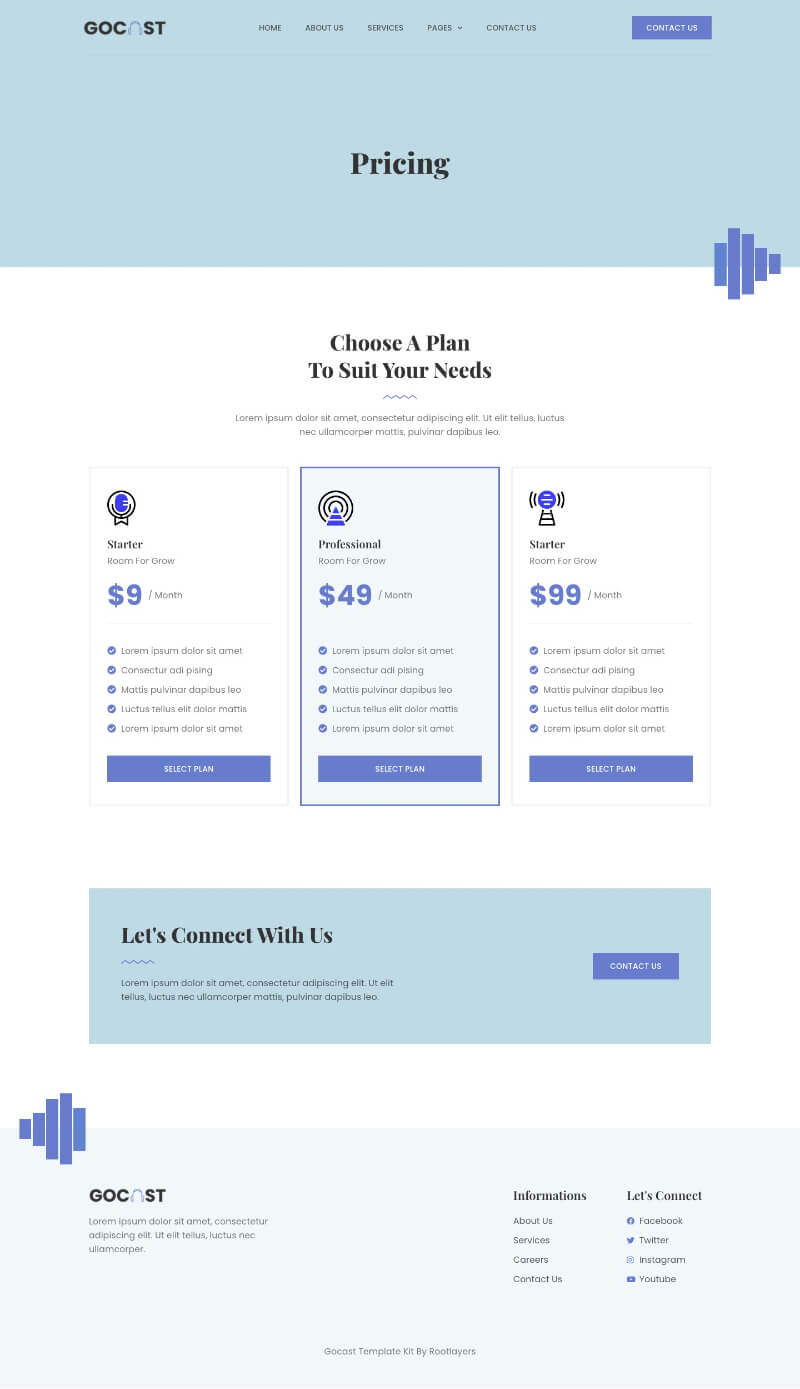 GOCAST
HOME ABOUT US SERVICES PAGES CONTACT US CONTACT US
Pricing
Choose A Plan
To Suit Your Needs
Lorem ipsum dolor sit amet, consectetur adipiscing elit. Ut elit tellus, luctus
nec ullamcorper mattis, pulvinar dapibus leo.
Starter
Room For Grow
$9 / Month
Lorem ipsum dolor sit amet
Consectur adi pising
Mattis pulvinar dapibus leo
Luctus tellus elit dolor mattis
Lorem ipsum dolor sit amet
SELECT PLAN
Professional
Room For Grow
$49 / Month
Lorem ipsum dolor sit amet
Consectur adi pising
Mattis pulvinar dapibus leo
Luctus tellus elit dolor mattis
Lorem ipsum dolor sit amet
SELECT PLAN
Starter
Room For Grow
$99 / Month
Lorem ipsum dolor sit amet
Consectur adi pising
Mattis pulvinar dapibus leo
Luctus tellus elit dolor mattis
Lorem ipsum dolor sit amet
SELECT PLAN
Let's Connect With Us
Lorem ipsum dolor sit amet, consectetur adipiscing elit. Ut elit
tellus, luctus nec ullamcorper mattis, pulvinar dapibus leo.
CONTACT US
GOCAST
Lorem ipsum dolor sit amet, consectetur
adipiscing elit. Ut elit tellus, luctus nec
ullamcorper.
Informations
About Us
Services
Careers
Contact Us
Let's Connect
Facebook
Twitter
Instagram
Youtube
Gocast Template Kit By Rootlayers